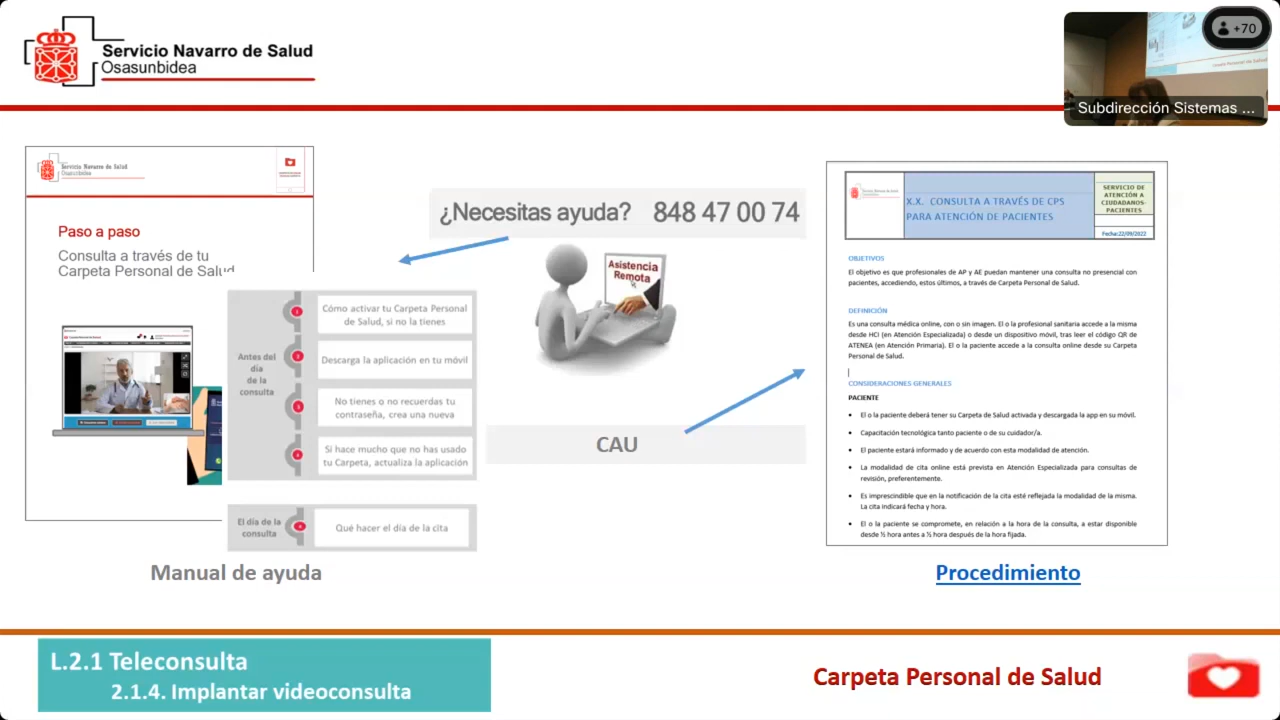 Servicio Navarro de Salud
Osasunbidea
+70
Subdirección Sistemas ...
Servicio Navarro de Salud
Osasunbidea
Paso a paso
Consulta a través de tu
Carpeta Personal de Salud
Antes del
día
de la
consulta
1
Cómo activar tu Carpeta Personal
de Salud, si no la tienes
2
Descarga la aplicación en tu móvil
3
No tienes o no recuerdas tu
contraseña, crea una nueva
4
Si hace mucho que no has usado
tu Carpeta, actualiza la aplicación
El día de la
consulta
Qué hacer el día de la cita
Manual de ayuda
¿Necesitas ayuda? 848 47 00 74
Asistencia
Remota
CAU
Servicio Navarro de Salud
Osasunbidea
X.X. CONSULTA A TRAVÉS DE CPS
PARA ATENCIÓN DE PACIENTES
SERVICIO DE
ATENCIÓN A
CIUDADANOS-
PACIENTES
Fecha:22/09/2022
OBJETIVOS
El objetivo es que profesionales de AP y AE puedan mantener una consulta no presencial con
pacientes, accediendo, estos últimos, a través de Carpeta Personal de Salud.
DEFINICIÓN
Es una consulta médica online, con o sin imagen. El o la profesional sanitaria accede a la misma
desde HCI (en Atención Especializada) o desde un dispositivo móvil, tras leer el código QR de
ATENEA (en Atención Primaria). El o la paciente accede a la consulta online desde su Carpeta
Personal de Salud.
CONSIDERACIONES GENERALES
PACIENTE
• El o la paciente deberá tener su Carpeta de Salud activada y descargada la app en su móvil.
• Capacitación tecnológica tanto paciente o de su cuidador/a.
• El paciente estará informado y de acuerdo con esta modalidad de atención.
• La modalidad de cita online está prevista en Atención Especializada para consultas de
revisión, preferentemente.
• Es imprescindible que en la notificación de la cita esté reflejada la modalidad de la misma.
La cita indicará fecha y hora.
• El o la paciente se compromete, en relación a la hora de la consulta, a estar disponible
desde ½ hora antes a ½ hora después de la hora fijada.
Procedimiento
L.2.1 Teleconsulta
2.1.4. Implantar videoconsulta
Carpeta Personal de Salud